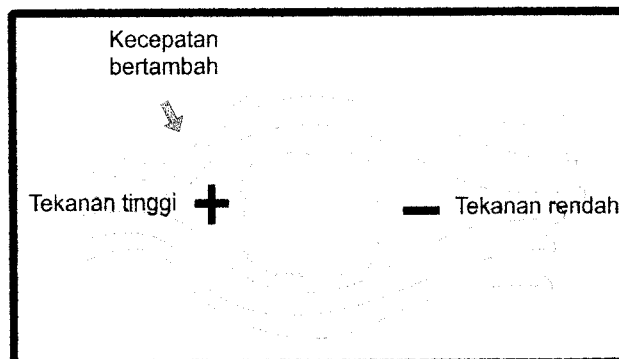 Kecepatan
bertambah
Tekanan tinggi + – Tekanan rendah